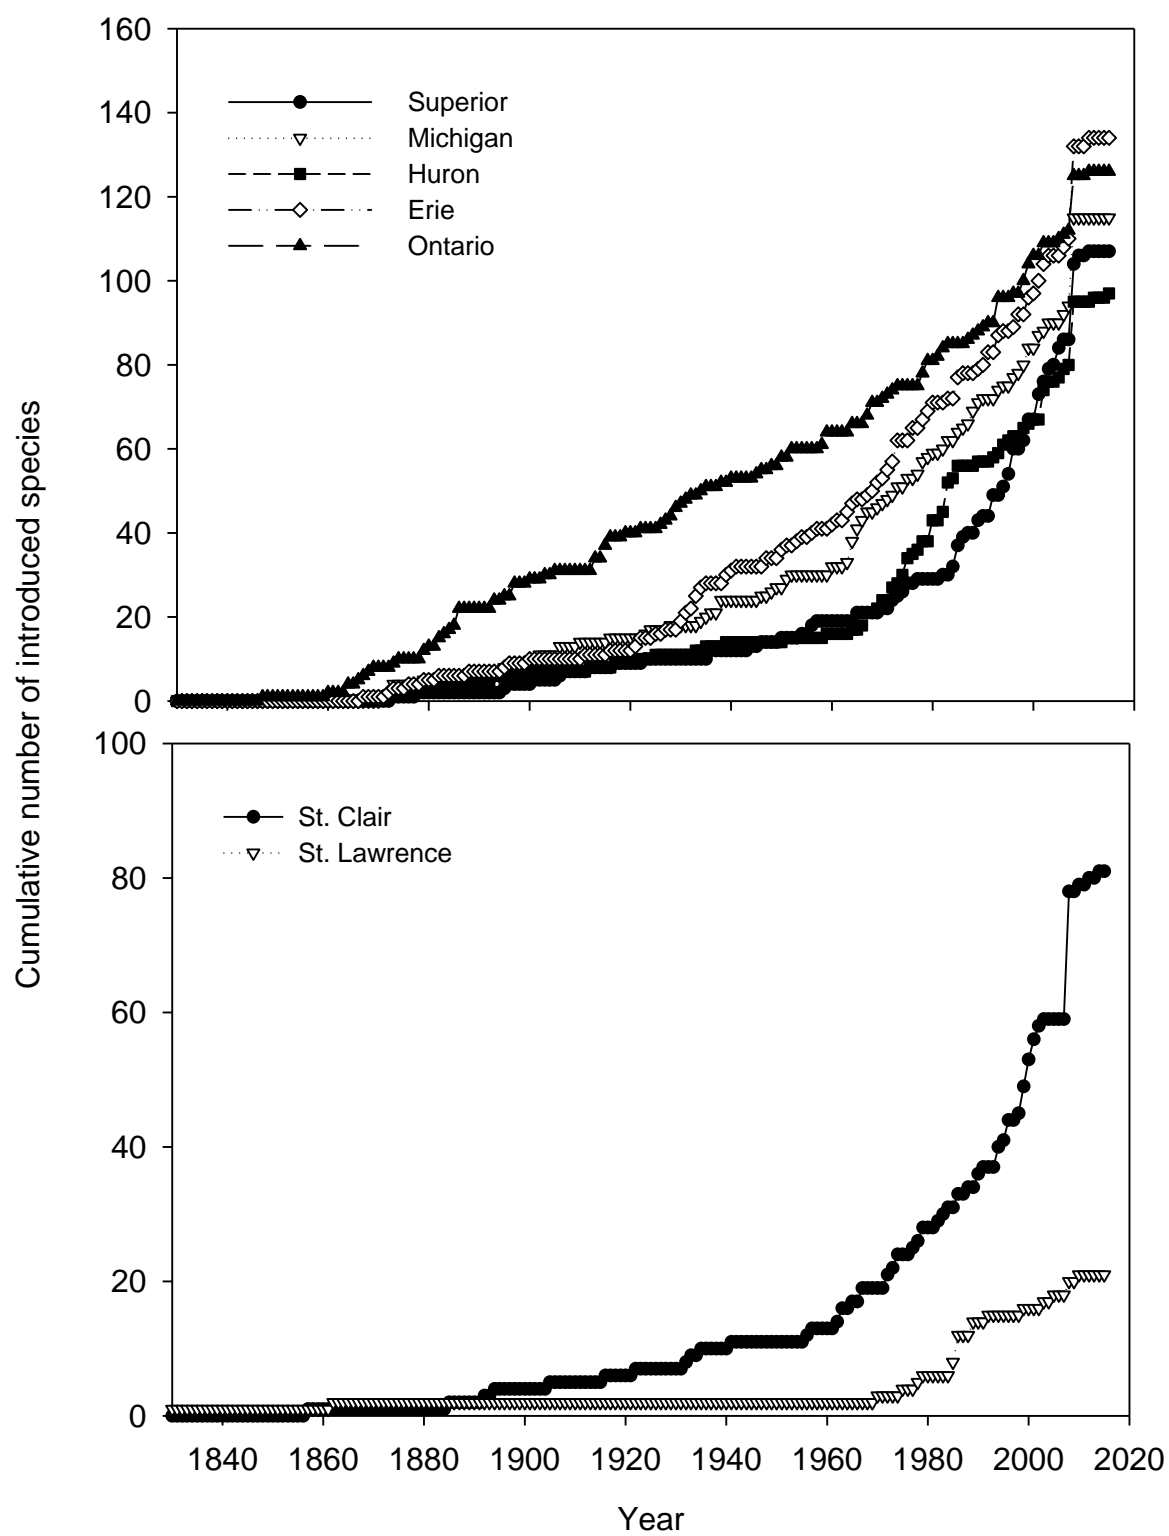 Cumulative number of introduced species
160
140
120
100
80
60
40
20
0
Superior
Michigan
Huron
Erie
Ontario
100
80
60
40
20
0
St. Clair
St. Lawrence
1840 1860 1880 1900 1920 1940 1960 1980 2000 2020
Year